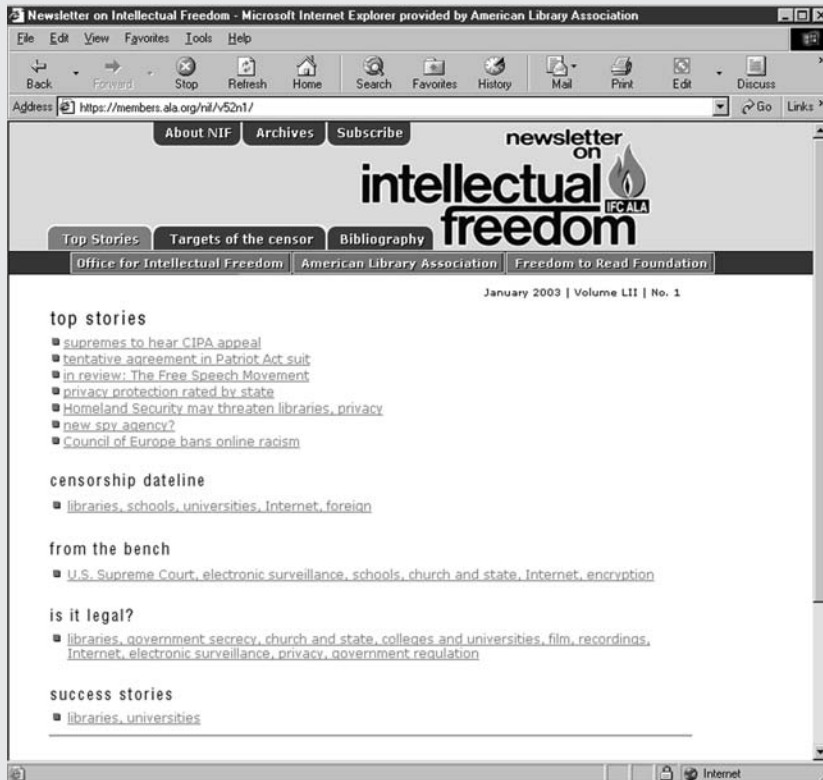 Newsletter on Intellectual Freedom - Microsoft Internet Explorer provided by American Library Association
File Edit View Favorites Tools Help
Back Forward Stop Refresh Home Search Favorites History Mail Print Edit Discuss
Address https://members.ala.org/nif/v52n1/ Go Links
About NIF Archives Subscribe
newsletter
on
intellectual
IFC ALA
freedom
Top Stories Targets of the censor Bibliography
Office for Intellectual Freedom American Library Association Freedom to Read Foundation
January 2003 | Volume LII | No. 1
top stories
supremes to hear CIPA appeal
tentative agreement in Patriot Act suit
in review: The Free Speech Movement
privacy protection rated by state
Homeland Security may threaten libraries, privacy
new spy agency?
Council of Europe bans online racism
censorship dateline
libraries, schools, universities, Internet, foreign
from the bench
U.S. Supreme Court, electronic surveillance, schools, church and state, Internet, encryption
is it legal?
libraries, government secrecy, church and state, colleges and universities, film, recordings,
Internet, electronic surveillance, privacy, government regulation
success stories
libraries, universities
Internet